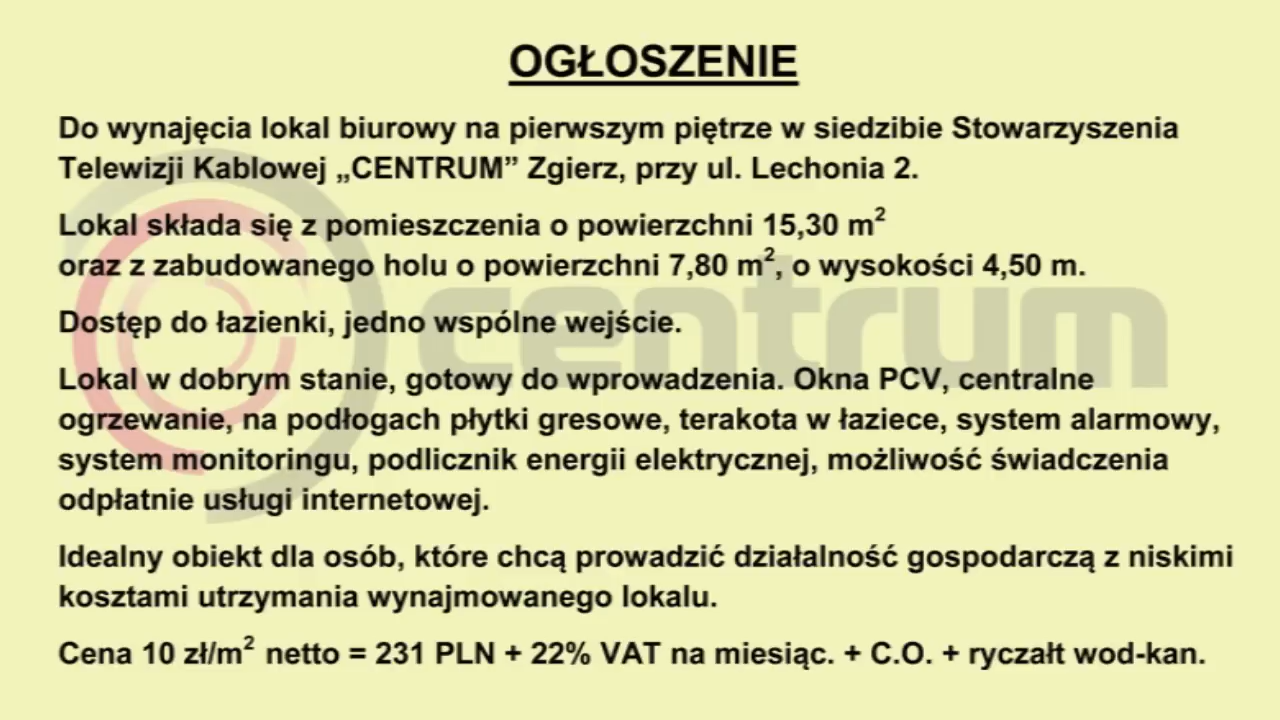 OGŁOSZENIE
Do wynajęcia lokal biurowy na pierwszym piętrze w siedzibie Stowarzyszenia
Telewizji Kablowej „CENTRUM” Zgierz, przy ul. Lechonia 2.
Lokal składa się z pomieszczenia o powierzchni 15,30 m²
oraz z zabudowanego holu o powierzchni 7,80 m², o wysokości 4,50 m.
centrum
Dostęp do łazienki, jedno wspólne wejście.
Lokal w dobrym stanie, gotowy do wprowadzenia. Okna PCV, centralne
ogrzewanie, na podłogach płytki gresowe, terakota w łaziece, system alarmowy,
system monitoringu, podlicznik energii elektrycznej, możliwość świadczenia
odpłatnie usługi internetowej.
Idealny obiekt dla osób, które chcą prowadzić działalność gospodarczą z niskimi
kosztami utrzymania wynajmowanego lokalu.
Cena 10 zł/m² netto = 231 PLN + 22% VAT na miesiąc. + C.O. + ryczałt wod-kan.